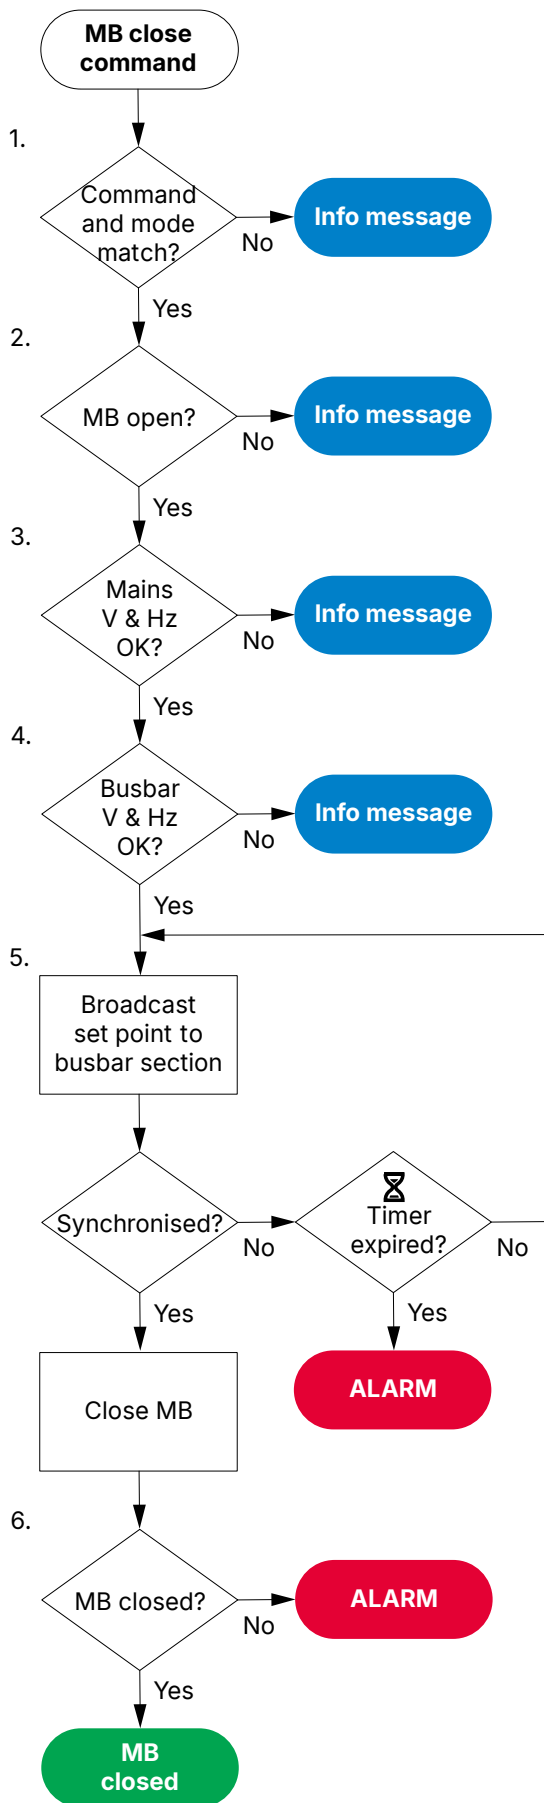 MB close
command
1.
Command
and mode
match?
No
Info message
Yes
2.
MB open?
No
Info message
Yes
3.
Mains
V & Hz
OK?
No
Info message
Yes
4.
Busbar
V & Hz
OK?
No
Info message
Yes
5.
Broadcast
set point to
busbar section
Synchronised?
No
Timer
expired?
No
Yes
Yes
ALARM
Close MB
6.
MB closed?
No
ALARM
Yes
MB
closed